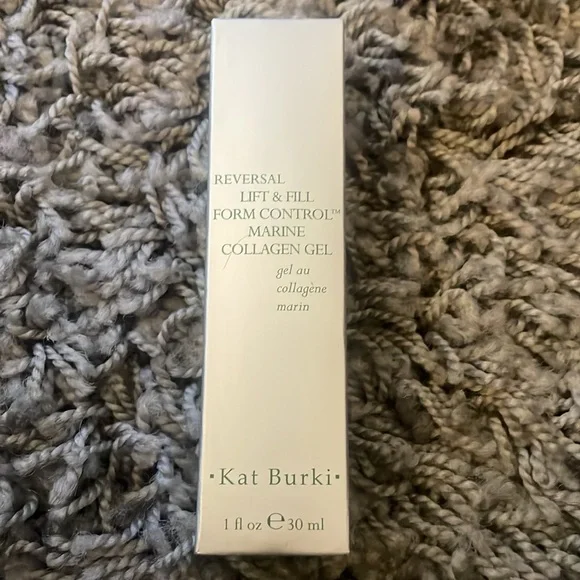 REVERSAL
LIFT & FILL
FORM CONTROL™
MARINE
COLLAGEN GEL
gel au
collagène
marin
·Kat Burki·
1 fl oz ℮ 30 ml